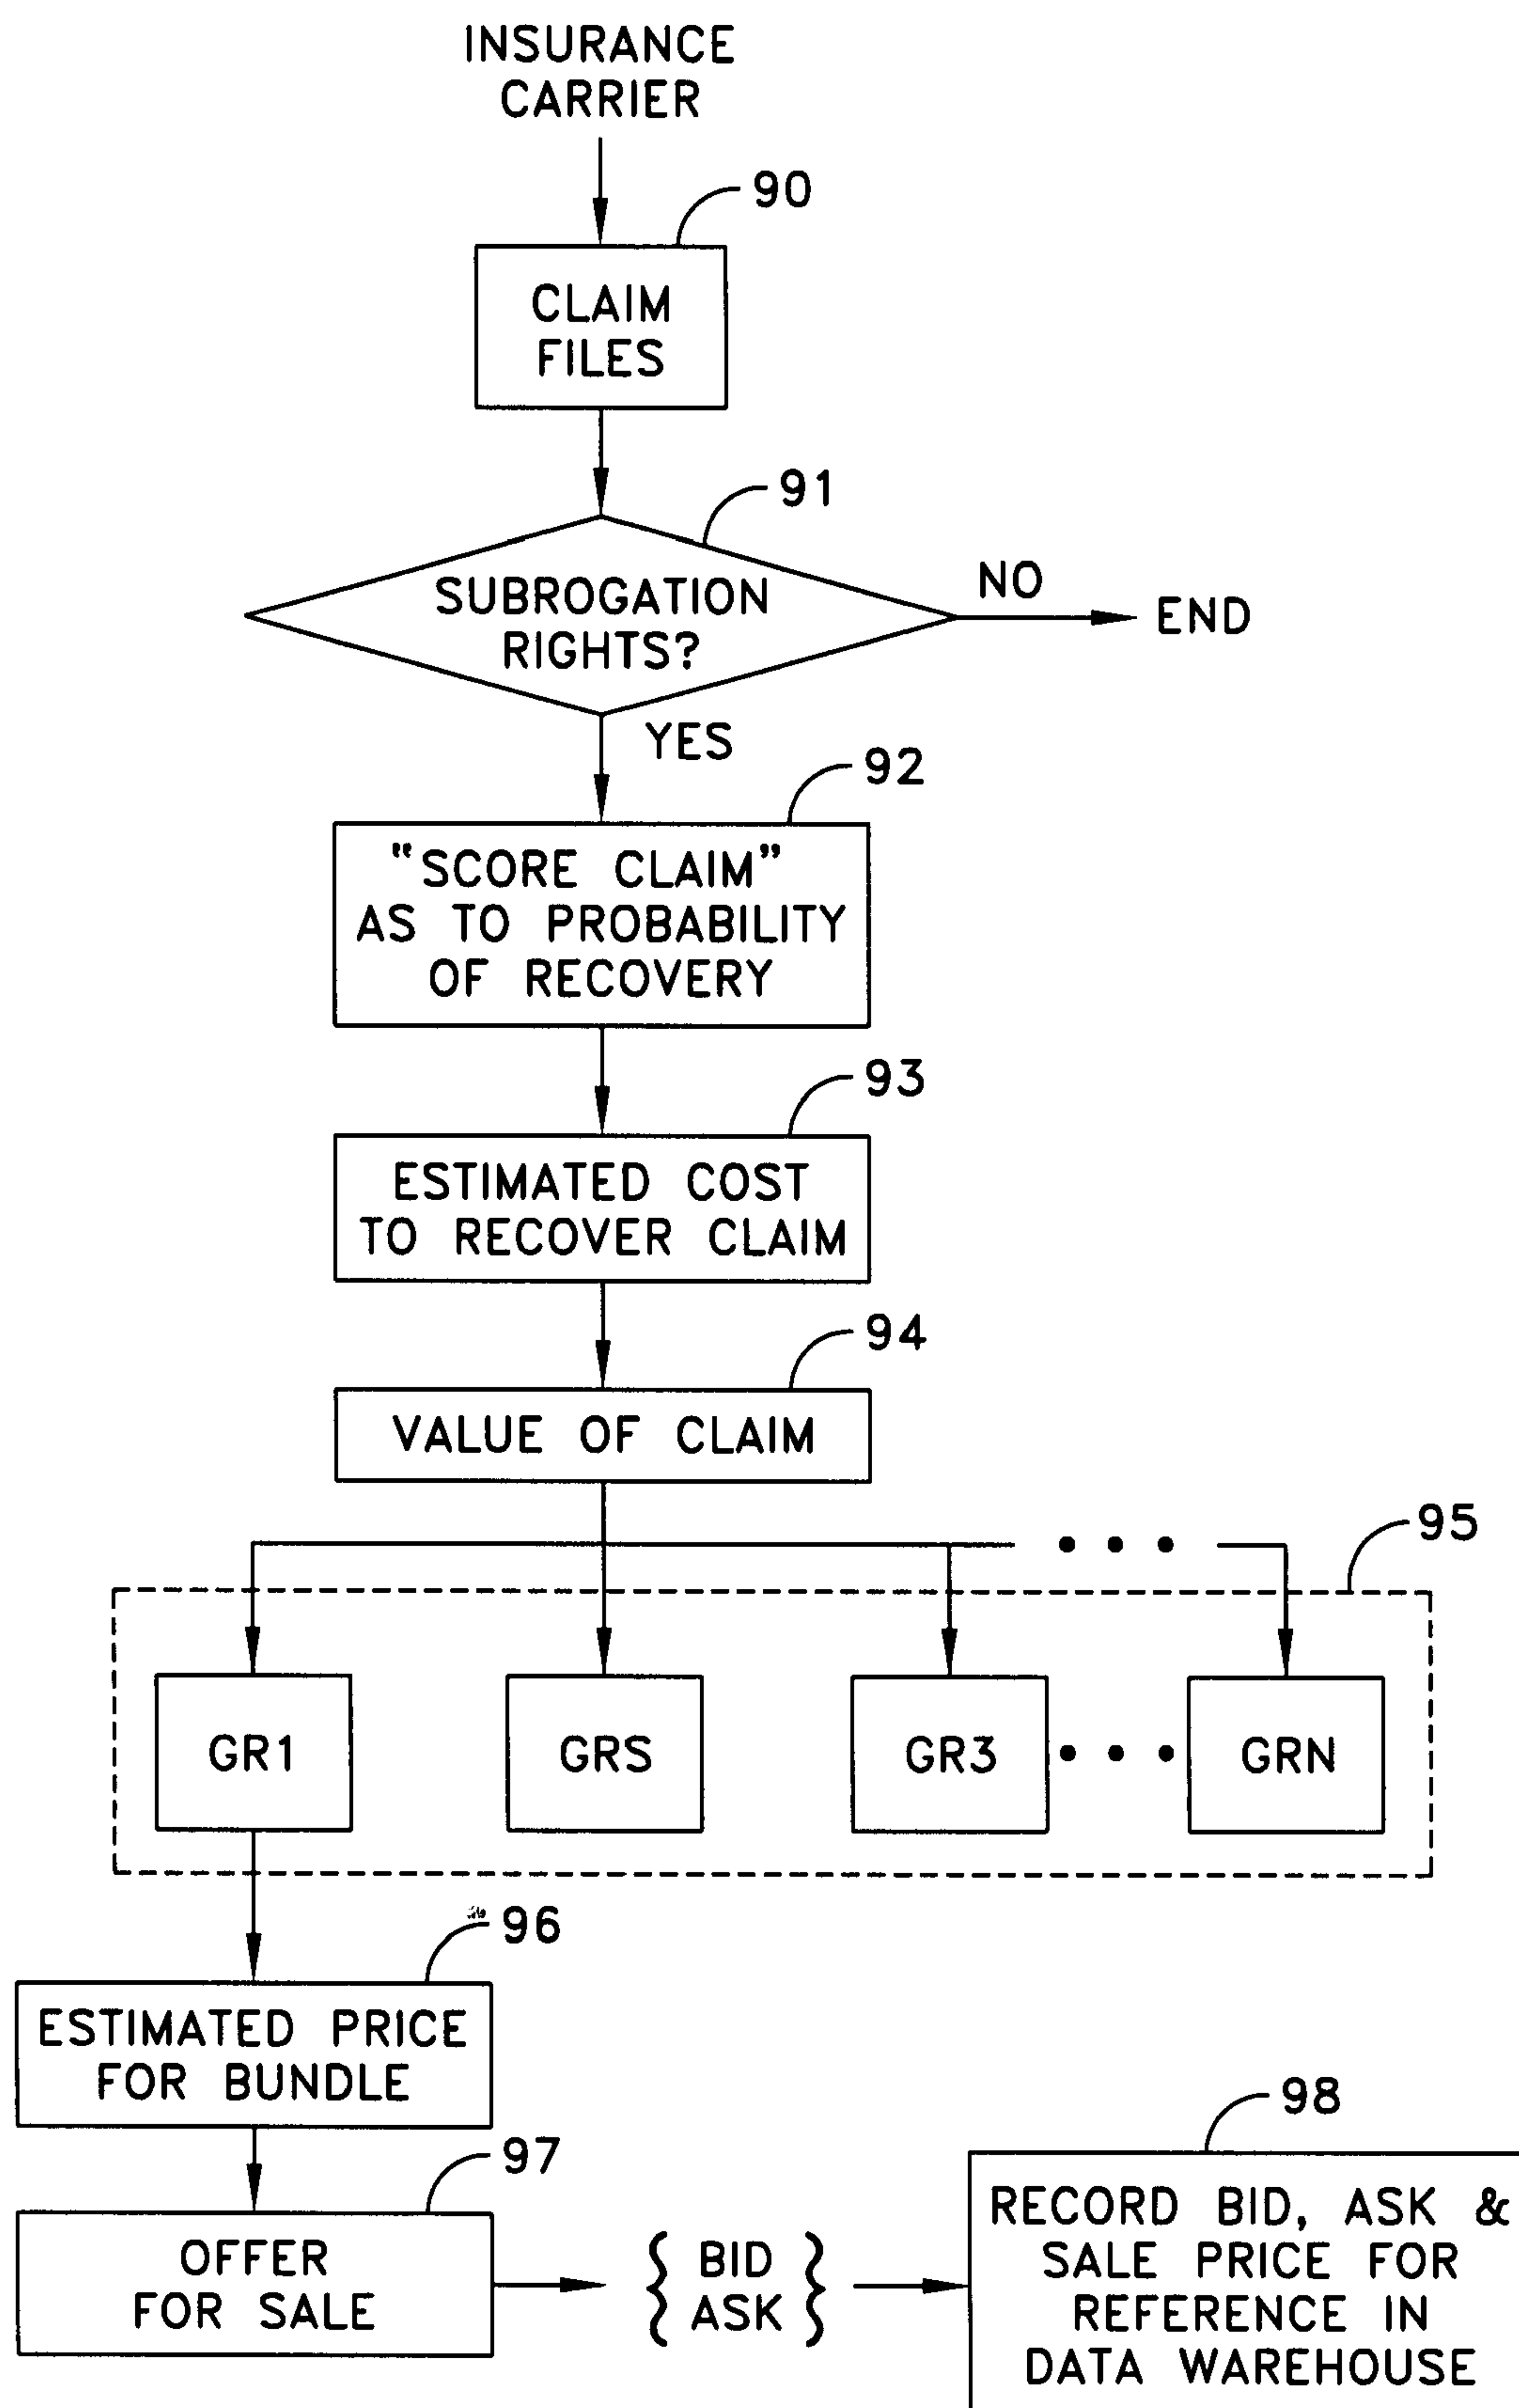 INSURANCE
CARRIER
90
CLAIM
FILES
91
SUBROGATION
RIGHTS?
NO
END
YES
92
"SCORE CLAIM"
AS TO PROBABILITY
OF RECOVERY
93
ESTIMATED COST
TO RECOVER CLAIM
94
VALUE OF CLAIM
95
GR1
GRS
GR3
GRN
96
ESTIMATED PRICE
FOR BUNDLE
97
OFFER
FOR SALE
BID
ASK
98
RECORD BID, ASK &
SALE PRICE FOR
REFERENCE IN
DATA WAREHOUSE